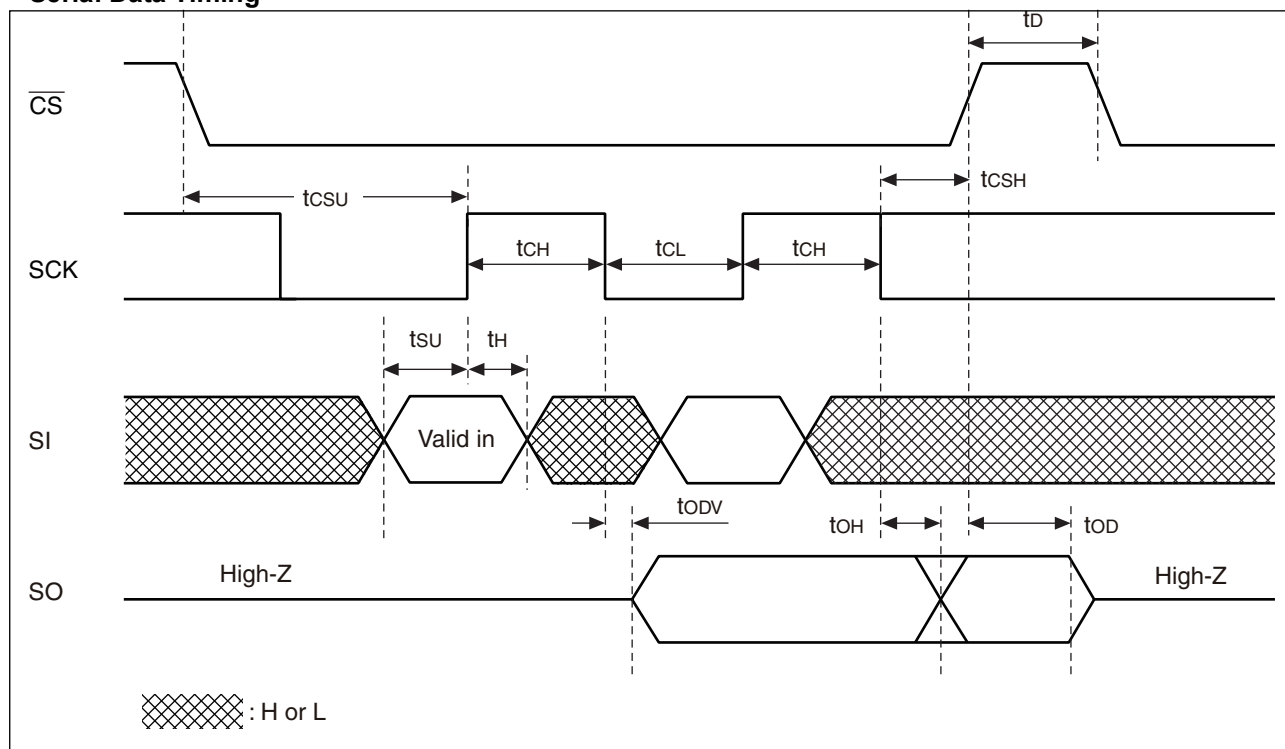 Serial Data Timing
tD
CS
tCSU
tCSH
SCK
tCH
tCL
tCH
tSU
tH
SI
Valid in
tODV
tOH
tOD
SO
High-Z
High-Z
: H or L